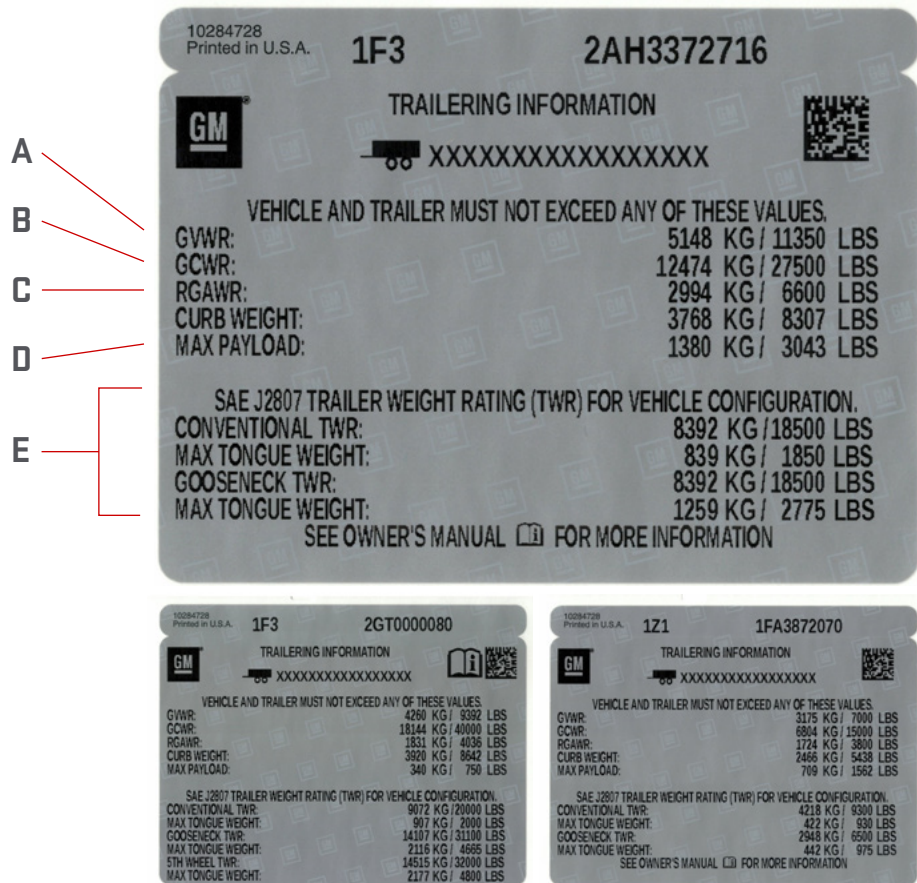 10284728
Printed in U.S.A.
1F3 2AH3372716
GM
TRAILERING INFORMATION
XXXXXXXXXXXXXXXXX
VEHICLE AND TRAILER MUST NOT EXCEED ANY OF THESE VALUES.
A GVWR: 5148 KG / 11350 LBS
B GCWR: 12474 KG / 27500 LBS
C RGAWR: 2994 KG / 6600 LBS
CURB WEIGHT: 3768 KG / 8307 LBS
D MAX PAYLOAD: 1380 KG / 3043 LBS
E
SAE J2807 TRAILER WEIGHT RATING (TWR) FOR VEHICLE CONFIGURATION.
CONVENTIONAL TWR: 8392 KG / 18500 LBS
MAX TONGUE WEIGHT: 839 KG / 1850 LBS
GOOSENECK TWR: 8392 KG / 18500 LBS
MAX TONGUE WEIGHT: 1259 KG / 2775 LBS
SEE OWNER'S MANUAL FOR MORE INFORMATION
10284728
Printed in U.S.A.
1F3 2GT0000080
GM
TRAILERING INFORMATION
XXXXXXXXXXXXXXXXX
VEHICLE AND TRAILER MUST NOT EXCEED ANY OF THESE VALUES.
GVWR: 4260 KG / 9392 LBS
GCWR: 18144 KG / 40000 LBS
RGAWR: 1831 KG / 4036 LBS
CURB WEIGHT: 3920 KG / 8642 LBS
MAX PAYLOAD: 340 KG / 750 LBS
SAE J2807 TRAILER WEIGHT RATING (TWR) FOR VEHICLE CONFIGURATION.
CONVENTIONAL TWR: 9072 KG / 20000 LBS
MAX TONGUE WEIGHT: 907 KG / 2000 LBS
GOOSENECK TWR: 14107 KG / 31100 LBS
MAX TONGUE WEIGHT: 2116 KG / 4665 LBS
5TH WHEEL TWR: 14515 KG / 32000 LBS
MAX TONGUE WEIGHT: 2177 KG / 4800 LBS
10284728
Printed in U.S.A.
1Z1 1FA3872070
GM
TRAILERING INFORMATION
XXXXXXXXXXXXXXXXX
VEHICLE AND TRAILER MUST NOT EXCEED ANY OF THESE VALUES.
GVWR: 3175 KG / 7000 LBS
GCWR: 6804 KG / 15000 LBS
RGAWR: 1724 KG / 3800 LBS
CURB WEIGHT: 2466 KG / 5438 LBS
MAX PAYLOAD: 709 KG / 1562 LBS
SAE J2807 TRAILER WEIGHT RATING (TWR) FOR VEHICLE CONFIGURATION.
CONVENTIONAL TWR: 4218 KG / 9300 LBS
MAX TONGUE WEIGHT: 422 KG / 930 LBS
GOOSENECK TWR: 2948 KG / 6500 LBS
MAX TONGUE WEIGHT: 442 KG / 975 LBS
SEE OWNER'S MANUAL FOR MORE INFORMATION